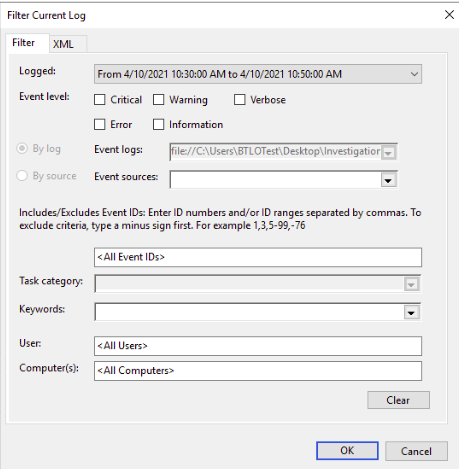 Filter Current Log
Filter XML
Logged: From 4/10/2021 10:30:00 AM to 4/10/2021 10:50:00 AM
Event level: Critical Warning Verbose
Error Information
By log Event logs: file://C:\Users\BTLOTest\Desktop\Investigation
By source Event sources:
Includes/Excludes Event IDs: Enter ID numbers and/or ID ranges separated by commas. To
exclude criteria, type a minus sign first. For example 1,3,5-99,-76
<All Event IDs>
Task category:
Keywords:
User: <All Users>
Computer(s): <All Computers>
Clear
OK Cancel